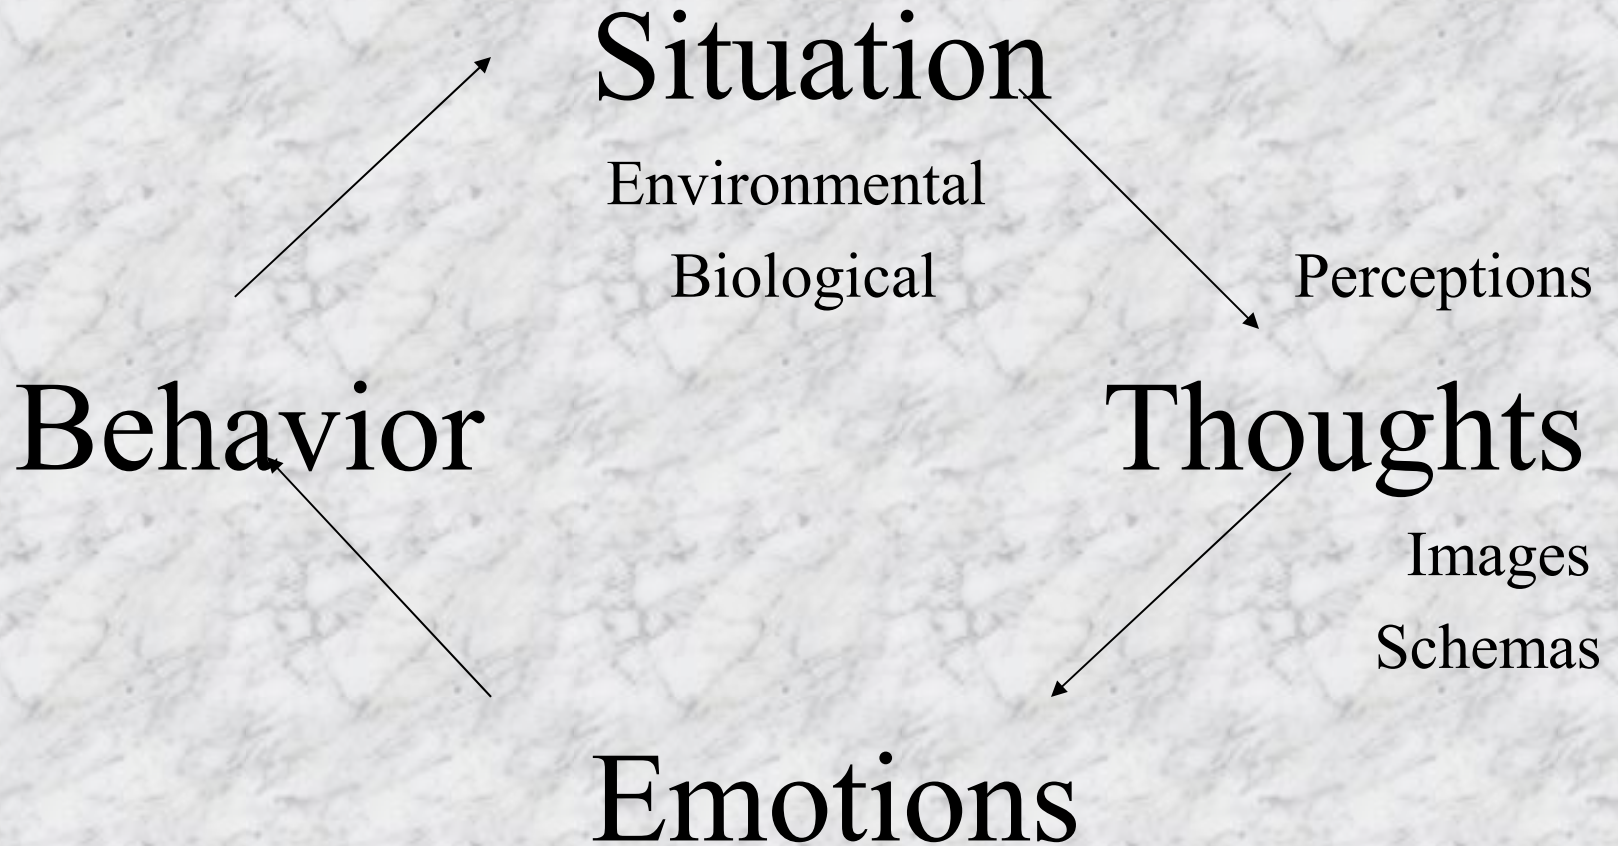 Situation
Environmental
Biological
Perceptions
Behavior
Thoughts
Images
Schemas
Emotions